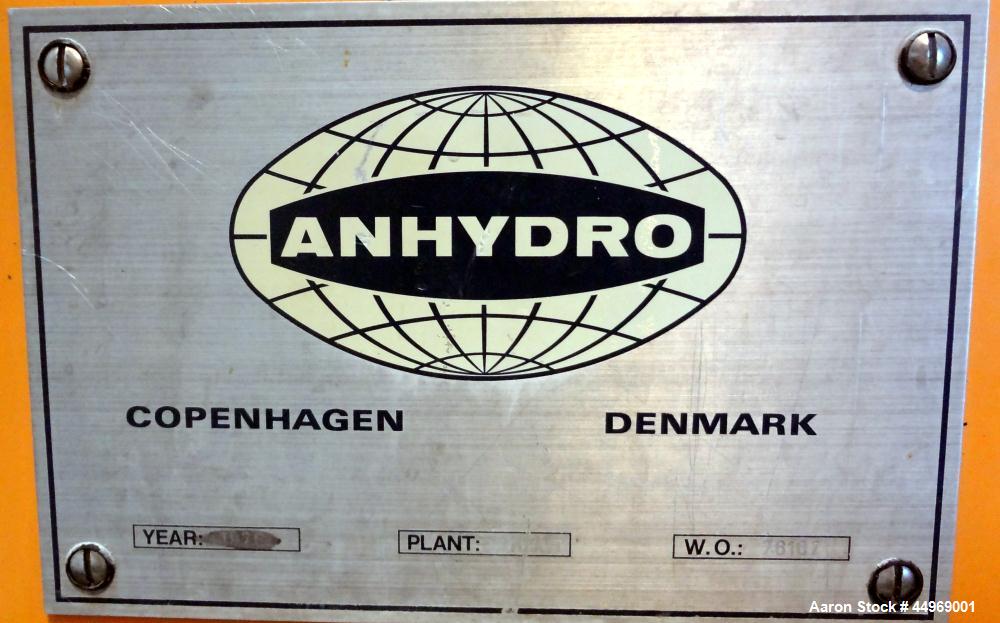 ANHYDRO
COPENHAGEN DENMARK
YEAR: PLANT: W.O.:
Aaron Stock # 44969001